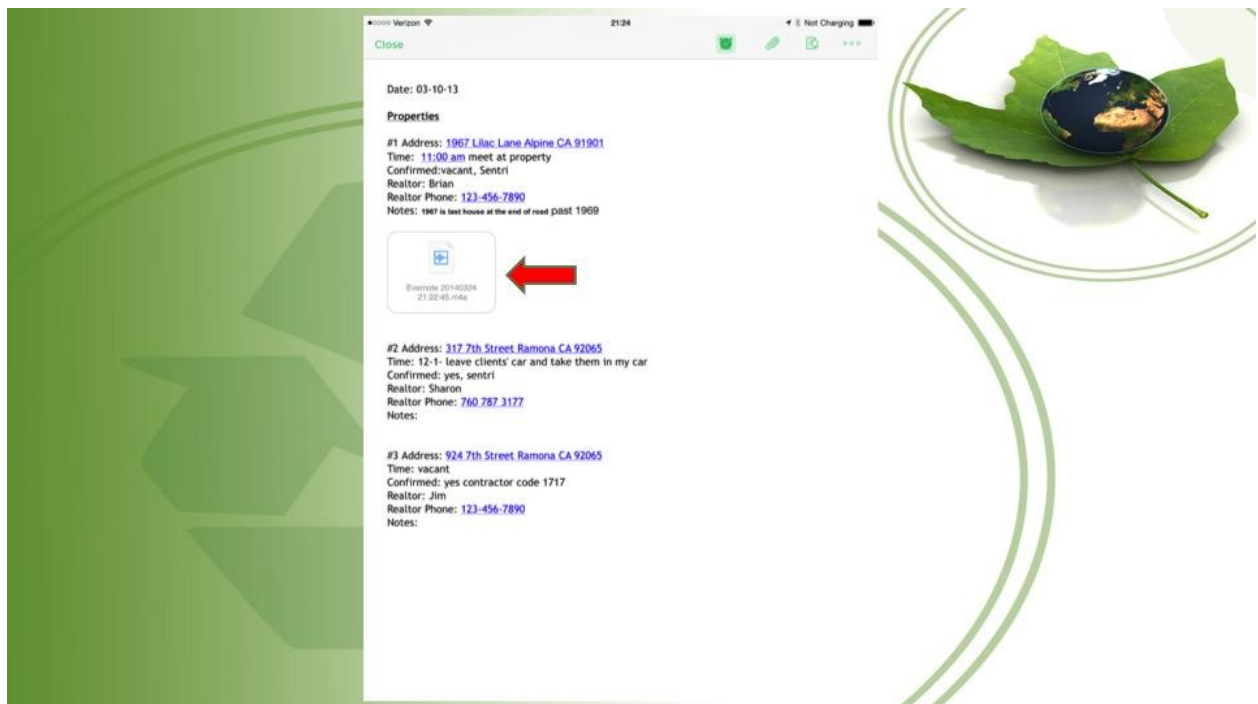 Verizon 21:24 Not Charging
Close
Date: 03-10-13
Properties
#1 Address: 1967 Lilac Lane Alpine CA 91901
Time: 11:00 am meet at property
Confirmed:vacant, Sentri
Realtor: Brian
Realtor Phone: 123-456-7890
Notes: 1967 is last house at the end of road past 1969
Evernote 20140324
21:22:45.m4a
#2 Address: 317 7th Street Ramona CA 92065
Time: 12-1- leave clients' car and take them in my car
Confirmed: yes, sentri
Realtor: Sharon
Realtor Phone: 760 787 3177
Notes:
#3 Address: 924 7th Street Ramona CA 92065
Time: vacant
Confirmed: yes contractor code 1717
Realtor: Jim
Realtor Phone: 123-456-7890
Notes: